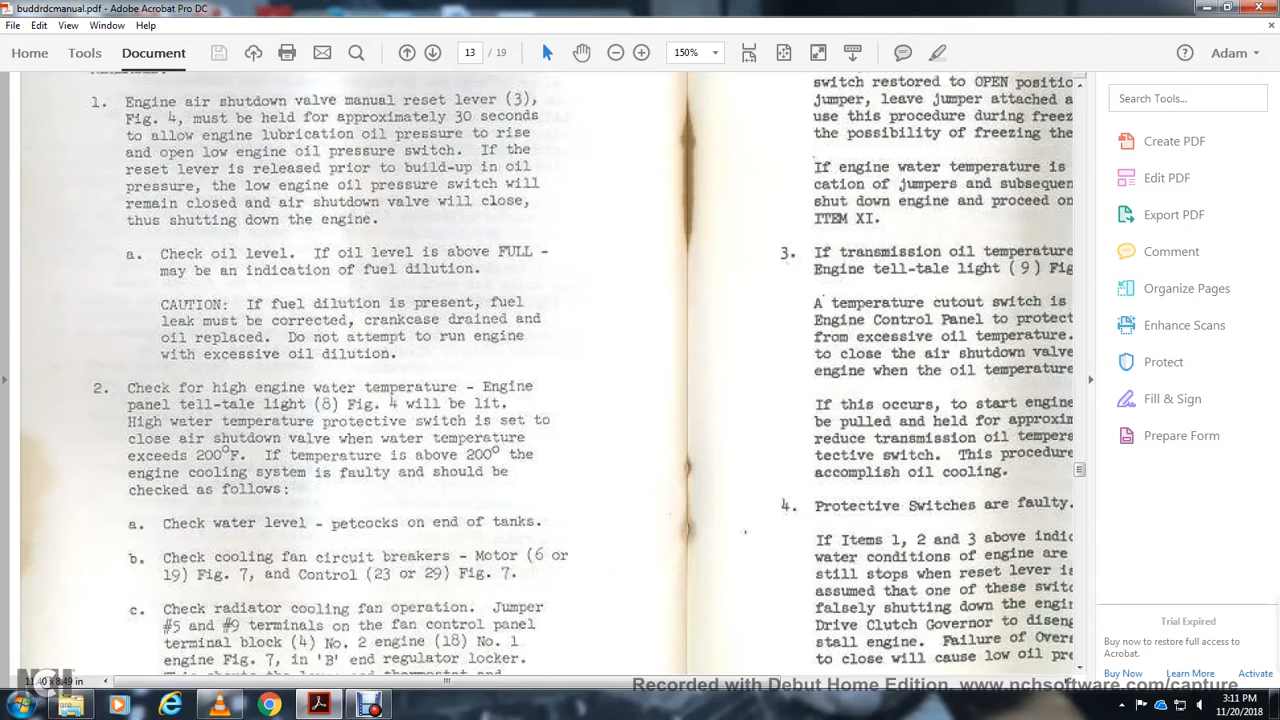 buddrdcmanual.pdf - Adobe Acrobat Pro DC
File Edit View Window Help
Home Tools Document 13 / 19 150% Adam
1. Engine air shutdown valve manual reset lever (3),
Fig. 4, must be held for approximately 30 seconds
to allow engine lubrication oil pressure to rise
and open low engine oil pressure switch. If the
reset lever is released prior to build-up in oil
pressure, the low engine oil pressure switch will
remain closed and air shutdown valve will close,
thus shutting down the engine.
a. Check oil level. If oil level is above FULL -
may be an indication of fuel dilution.
CAUTION: If fuel dilution is present, fuel
leak must be corrected, crankcase drained and
oil replaced. Do not attempt to run engine
with excessive oil dilution.
2. Check for high engine water temperature - Engine
panel tell-tale light (8) Fig. 4 will be lit.
High water temperature protective switch is set to
close air shutdown valve when water temperature
exceeds 200°F. If temperature is above 200° the
engine cooling system is faulty and should be
checked as follows:
a. Check water level - petcocks on end of tanks.
b. Check cooling fan circuit breakers - Motor (6 or
19) Fig. 7, and Control (23 or 29) Fig. 7.
c. Check radiator cooling fan operation. Jumper
#5 and #9 terminals on the fan control panel
terminal block (4) No. 2 engine (18) No. 1
engine Fig. 7, in 'B' end regulator locker.
switch restored to OPEN positio
jumper, leave jumper attached a
use this procedure during freez
the possibility of freezing the
If engine water temperature is
cation of jumpers and subsequen
shut down engine and proceed on
ITEM XI.
3. If transmission oil temperature
Engine tell-tale light (9) Fig
A temperature cutout switch is
Engine Control Panel to protect
from excessive oil temperature.
to close the air shutdown valve
engine when the oil temperature
If this occurs, to start engine
be pulled and held for approxim
reduce transmission oil tempera
tective switch. This procedure
accomplish oil cooling.
4. Protective Switches are faulty.
If Items 1, 2 and 3 above indic
water conditions of engine are
still stops when reset lever is
assumed that one of these switc
falsely shutting down the engin
Drive Clutch Governor to diseng
stall engine. Failure of Overs
to close will cause low oil pre
Search Tools...
Create PDF
Edit PDF
Export PDF
Comment
Organize Pages
Enhance Scans
Protect
Fill & Sign
Prepare Form
Trial Expired
Buy now to restore full access to
Acrobat.
Buy Now Learn More Activate
11.40 x 8.49 in
Recorded with Debut Home Edition. www.nchsoftware.com/capture
3:11 PM
11/20/2018